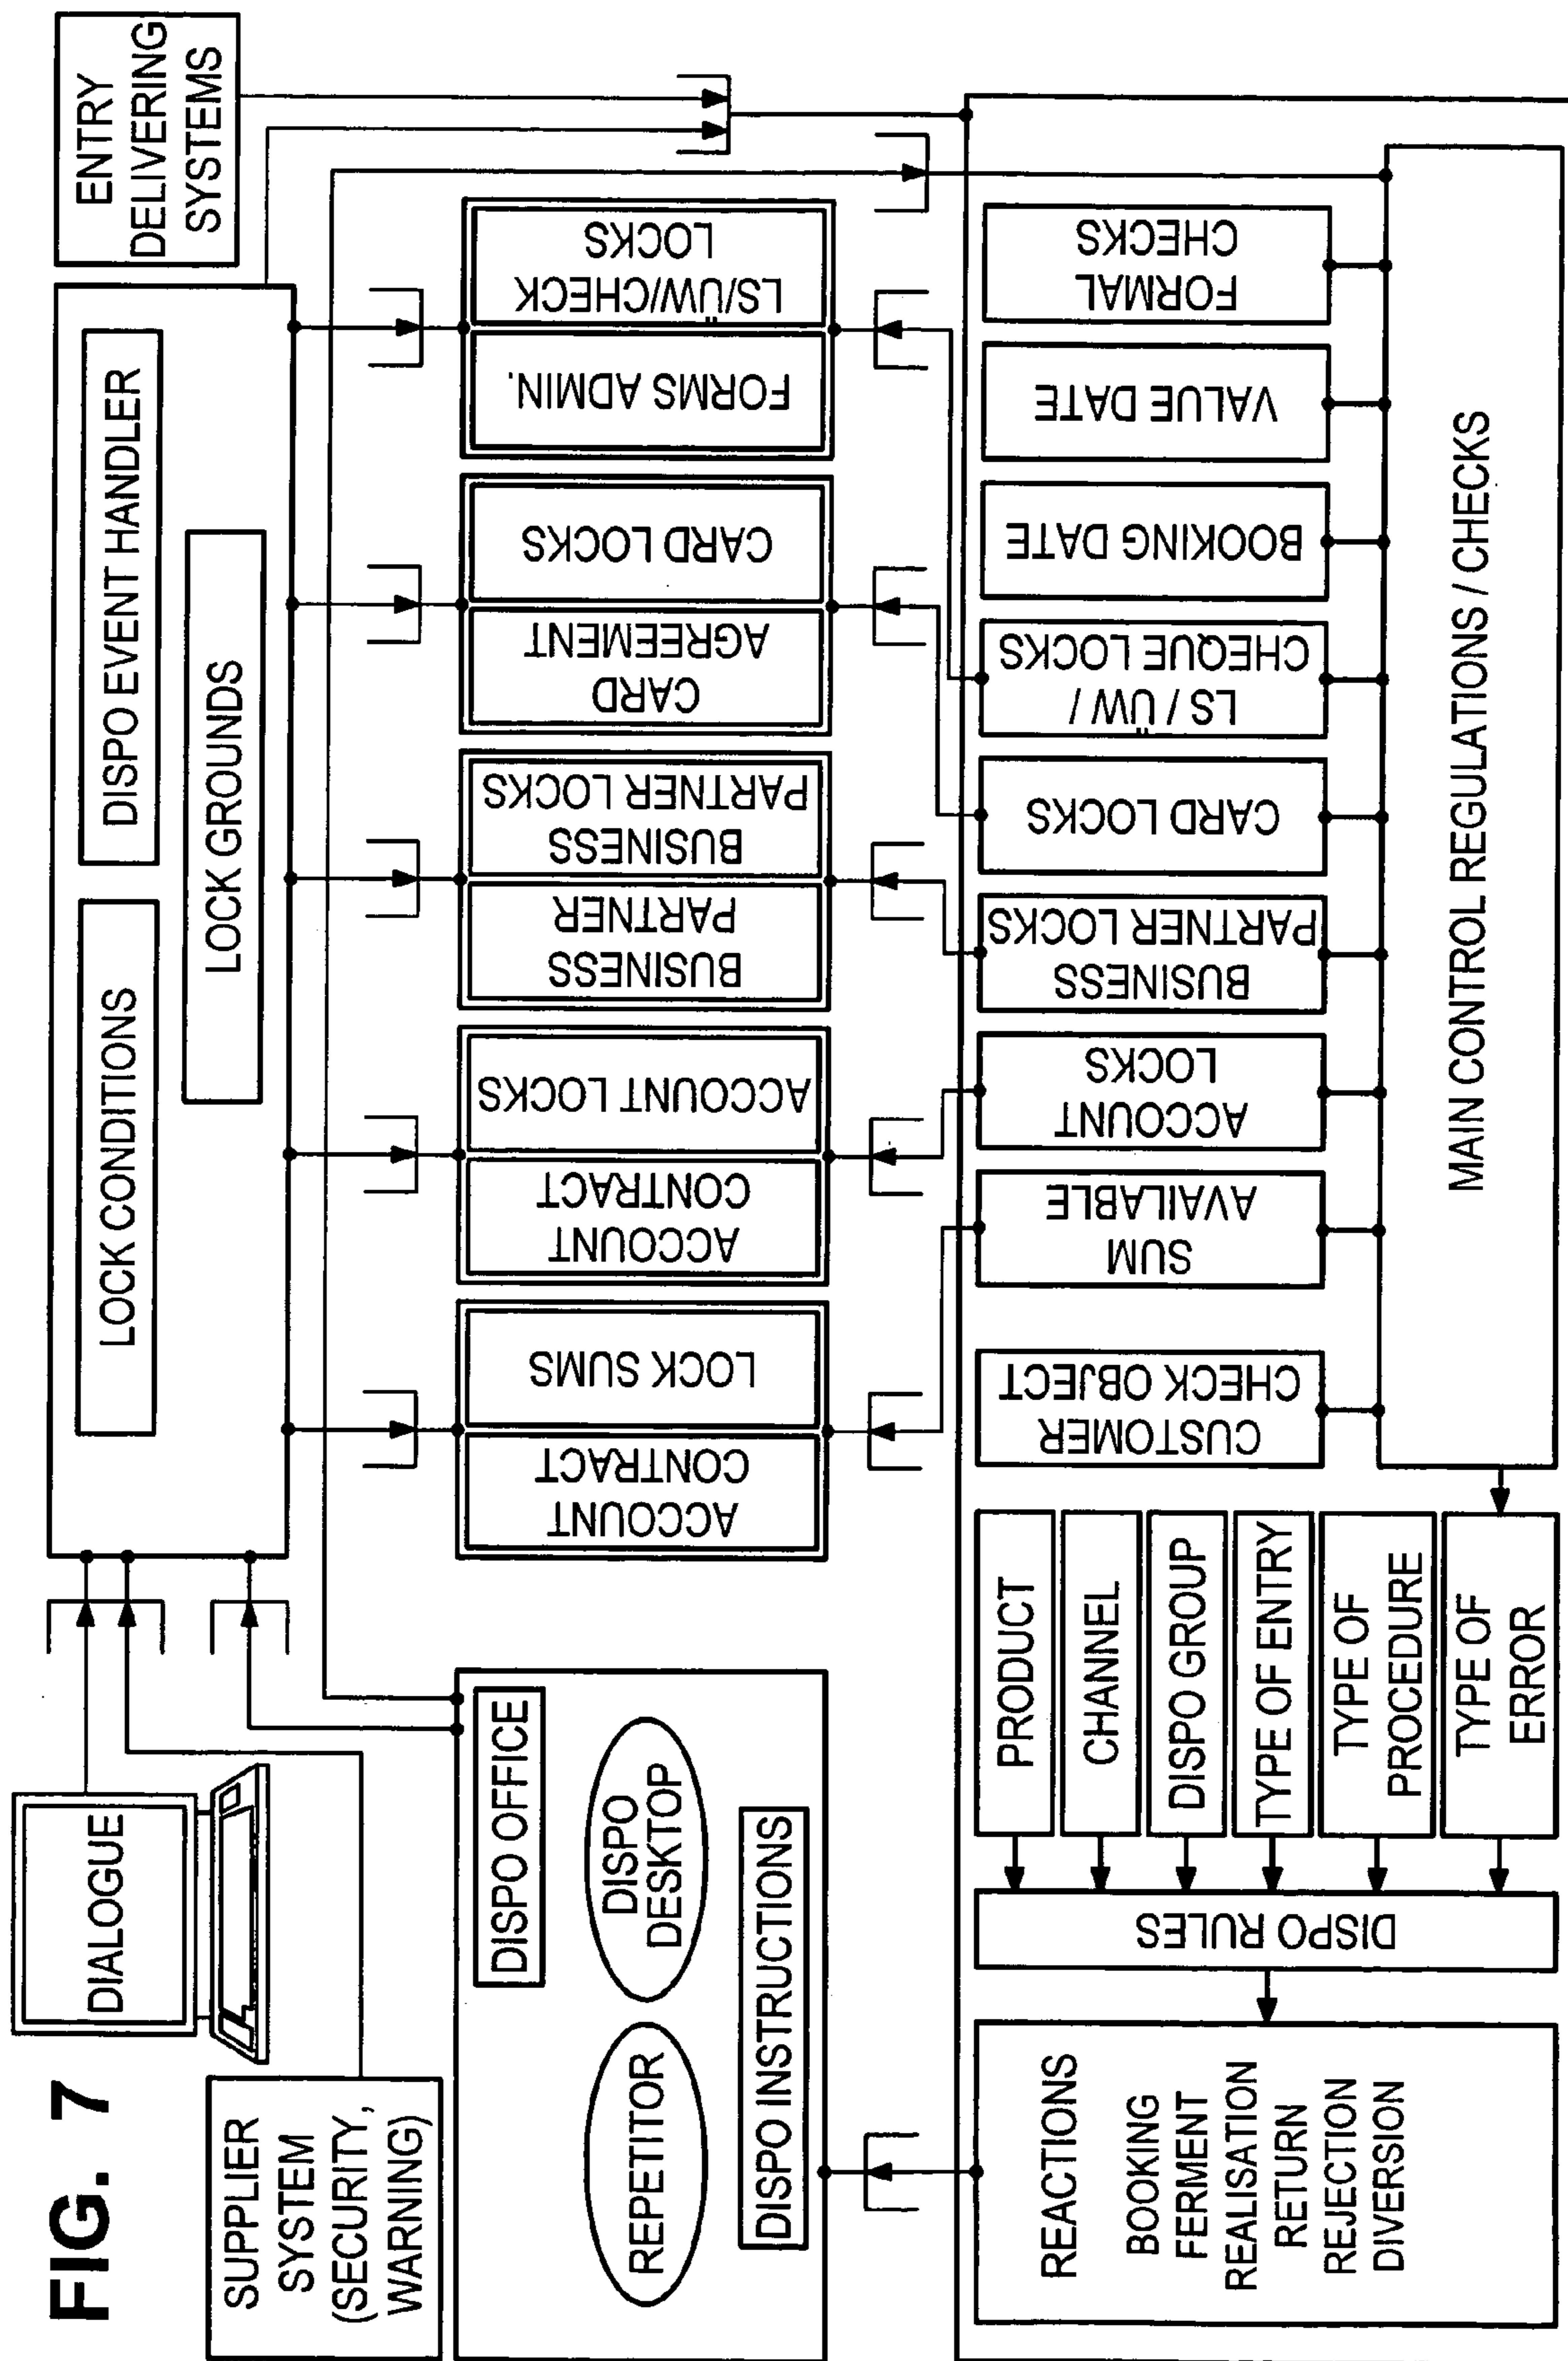 FIG. 7
DIALOGUE
SUPPLIER
SYSTEM
(SECURITY,
WARNING)
LOCK CONDITIONS
DISPO EVENT HANDLER
LOCK GROUNDS
ENTRY
DELIVERING
SYSTEMS
DISPO OFFICE
REPETITOR
DISPO
DESKTOP
DISPO INSTRUCTIONS
ACCOUNT
CONTRACT
LOCK SUMS
ACCOUNT
CONTRACT
ACCOUNT LOCKS
BUSINESS
PARTNER
BUSINESS
PARTNER LOCKS
CARD
AGREEMENT
CARD LOCKS
FORMS ADMIN.
LS/ÜW/CHECK
LOCKS
REACTIONS
BOOKING
FERMENT
REALISATION
RETURN
REJECTION
DIVERSION
DISPO RULES
PRODUCT
CHANNEL
DISPO GROUP
TYPE OF ENTRY
TYPE OF
PROCEDURE
TYPE OF
ERROR
CUSTOMER
CHECK OBJECT
SUM
AVAILABLE
ACCOUNT
LOCKS
BUSINESS
PARTNER LOCKS
CARD LOCKS
LS / ÜW /
CHEQUE LOCKS
BOOKING DATE
VALUE DATE
FORMAL
CHECKS
MAIN CONTROL REGULATIONS / CHECKS